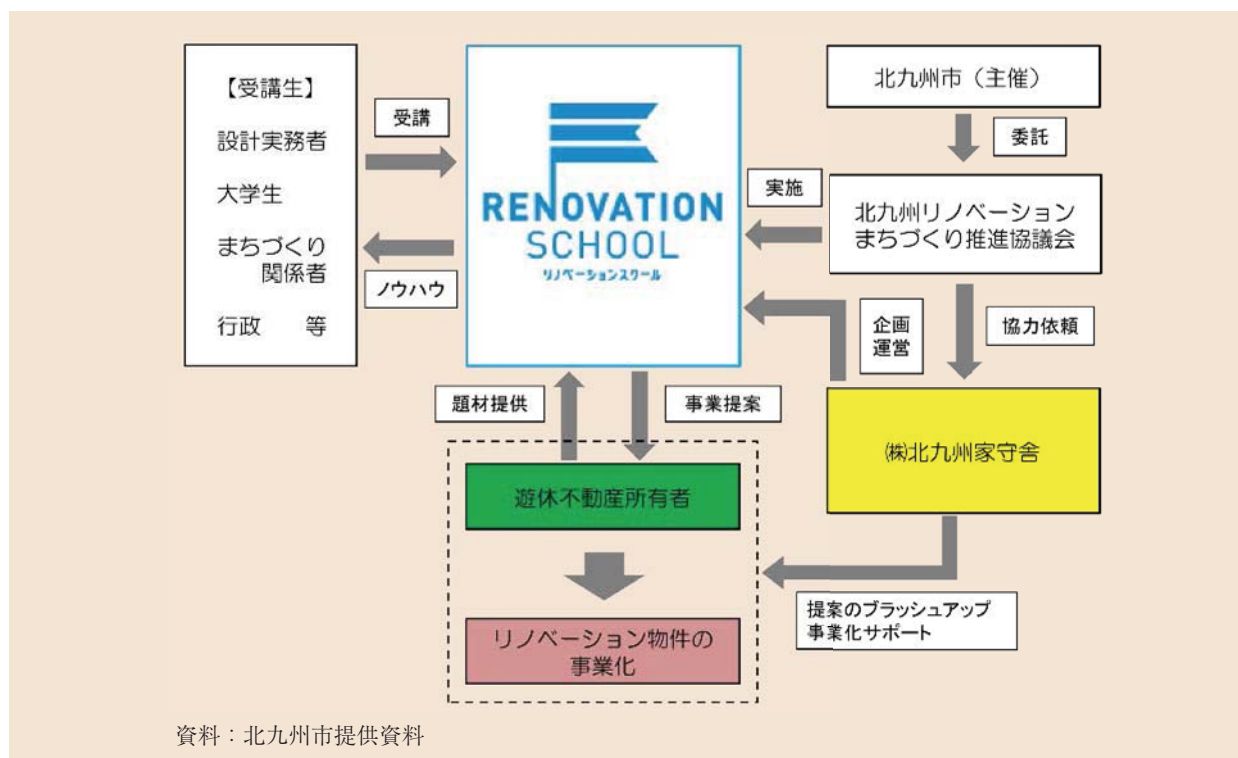 【受講生】
設計実務者
大学生
まちづくり
関係者
行政　等
受講
ノウハウ
RENOVATION
SCHOOL
リノベーションスクール
北九州市（主催）
委託
実施
北九州リノベーション
まちづくり推進協議会
企画
運営
協力依頼
㈱北九州家守舎
題材提供
事業提案
遊休不動産所有者
リノベーション物件の
事業化
提案のブラッシュアップ
事業化サポート
資料：北九州市提供資料